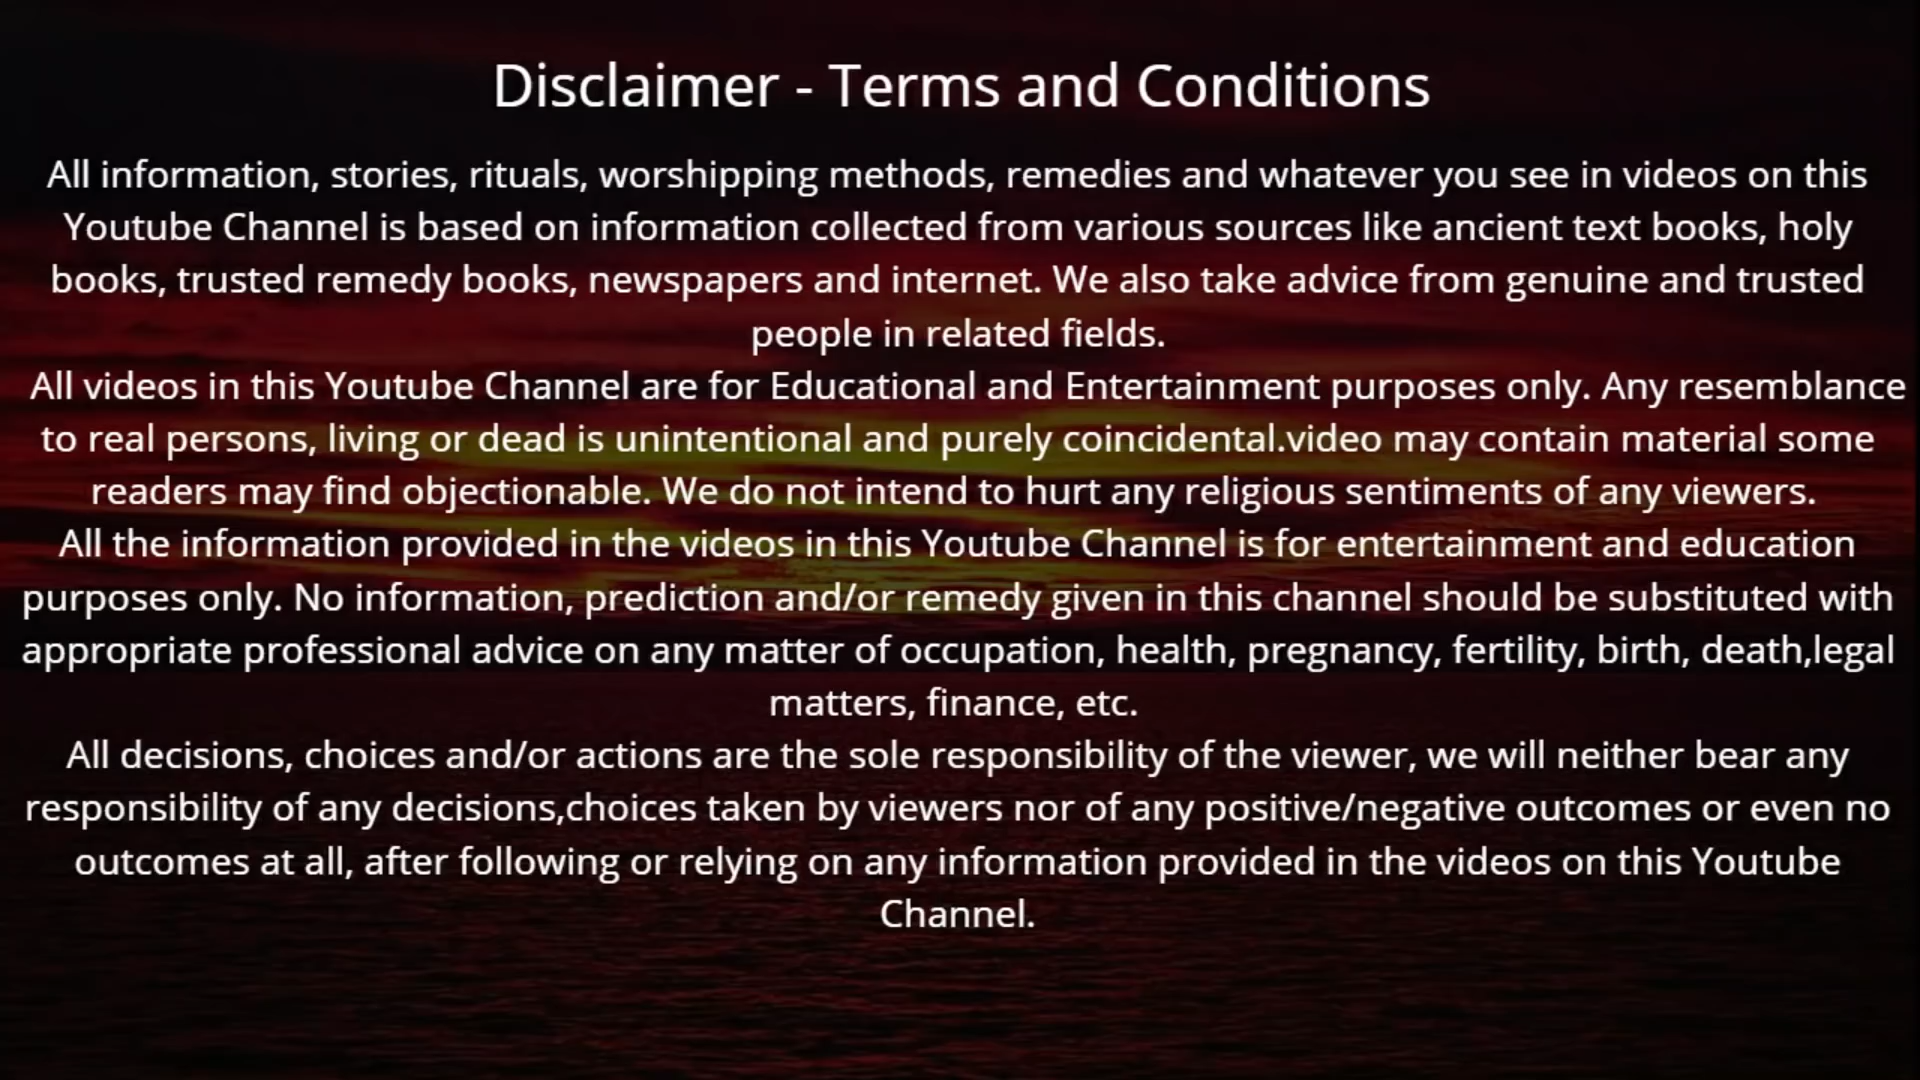 Disclaimer - Terms and Conditions
All information, stories, rituals, worshipping methods, remedies and whatever you see in videos on this
Youtube Channel is based on information collected from various sources like ancient text books, holy
books, trusted remedy books, newspapers and internet. We also take advice from genuine and trusted
people in related fields.
All videos in this Youtube Channel are for Educational and Entertainment purposes only. Any resemblance
to real persons, living or dead is unintentional and purely coincidental.video may contain material some
readers may find objectionable. We do not intend to hurt any religious sentiments of any viewers.
All the information provided in the videos in this Youtube Channel is for entertainment and education
purposes only. No information, prediction and/or remedy given in this channel should be substituted with
appropriate professional advice on any matter of occupation, health, pregnancy, fertility, birth, death,legal
matters, finance, etc.
All decisions, choices and/or actions are the sole responsibility of the viewer, we will neither bear any
responsibility of any decisions,choices taken by viewers nor of any positive/negative outcomes or even no
outcomes at all, after following or relying on any information provided in the videos on this Youtube
Channel.